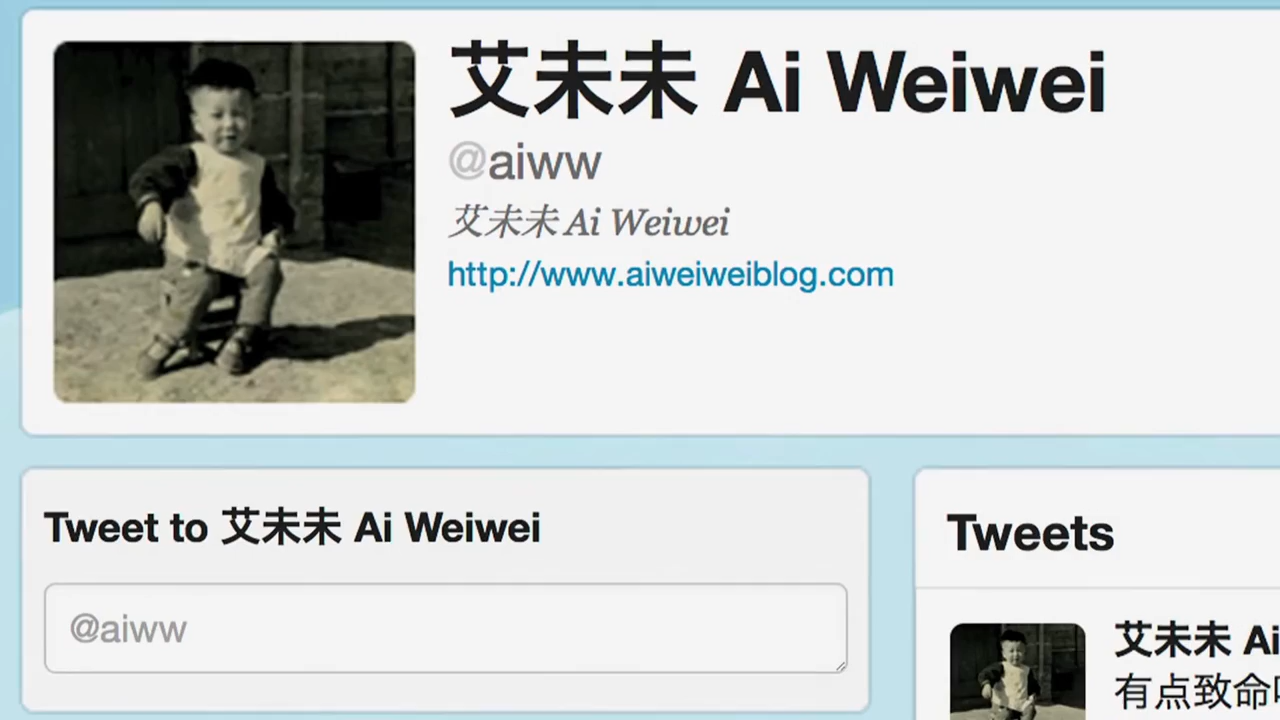 艾未未 Ai Weiwei
@aiww
艾未未 Ai Weiwei
http://www.aiweiweiblog.com
Tweet to 艾未未 Ai Weiwei
@aiww
Tweets
艾未未 Ai
有点致命